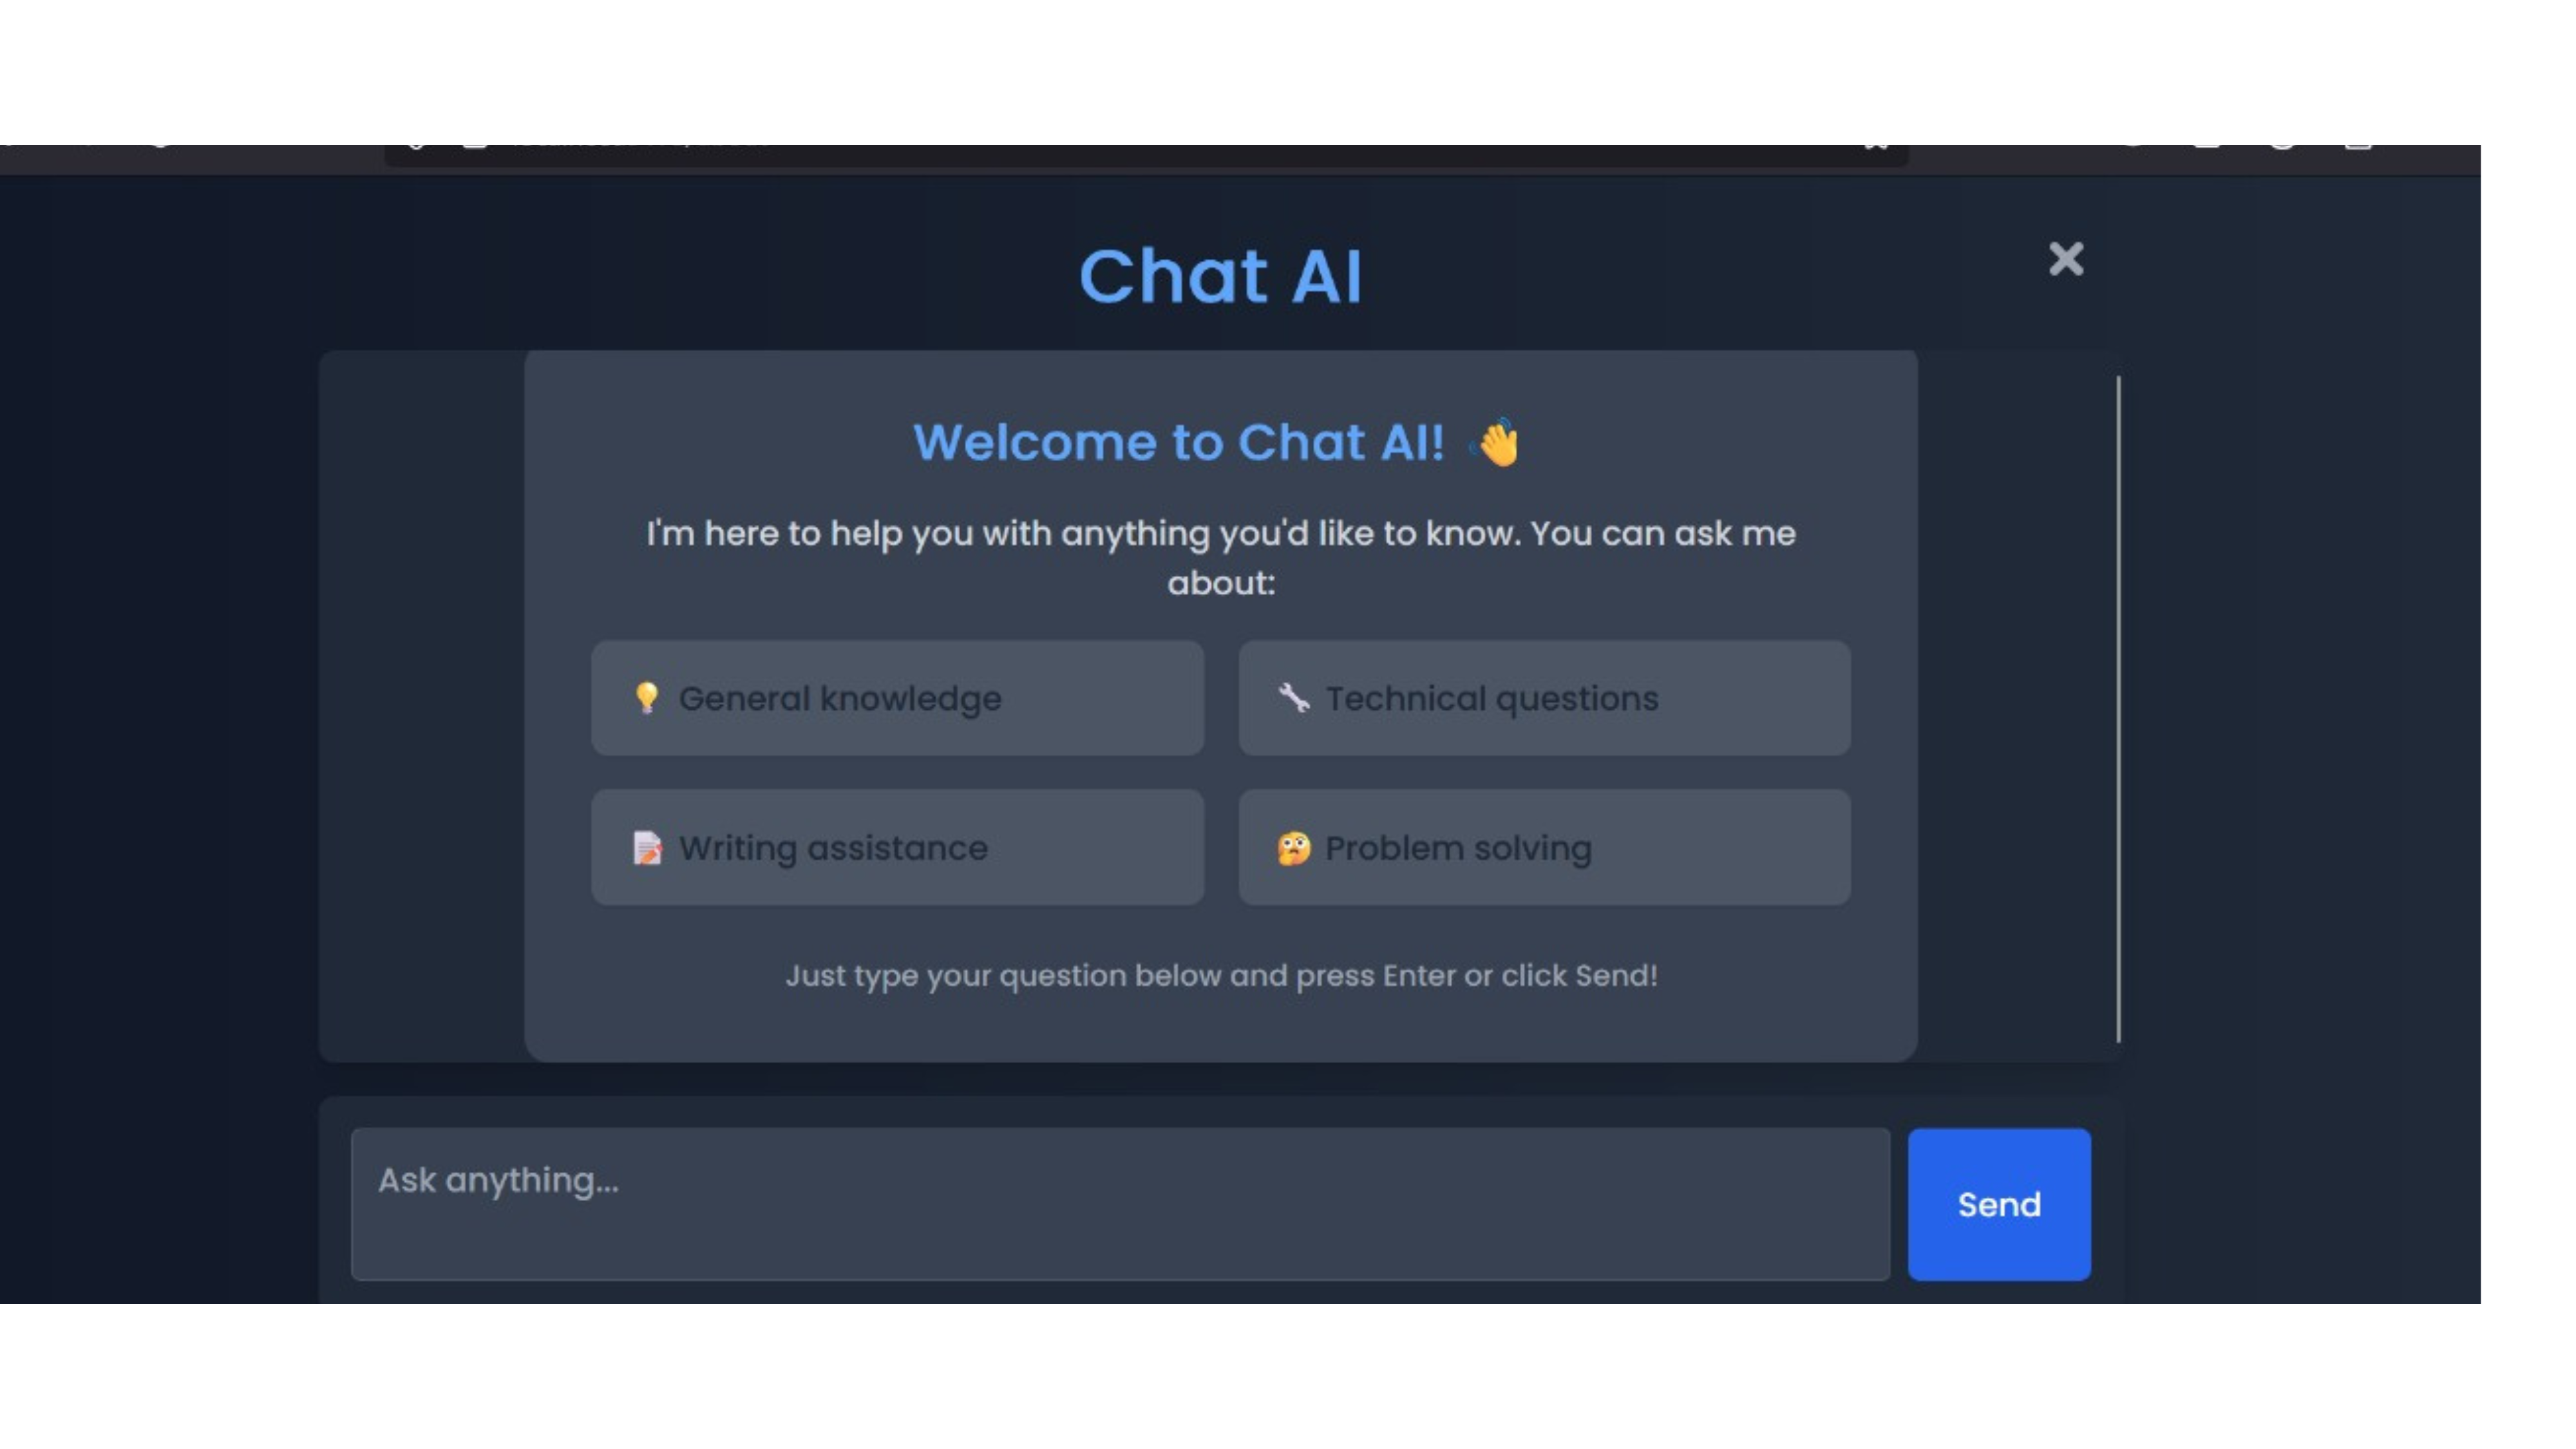 Chat AI
Welcome to Chat AI! 👋
I'm here to help you with anything you'd like to know. You can ask me
about:
💡 General knowledge
🔧 Technical questions
📝 Writing assistance
🤔 Problem solving
Just type your question below and press Enter or click Send!
Ask anything...
Send